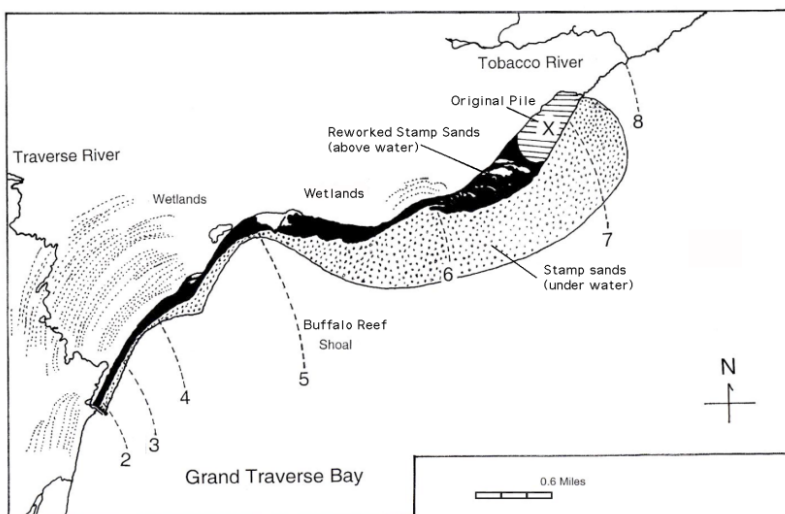 Tobacco River
Original Pile
X
8
Reworked Stamp Sands
(above water)
Traverse River
Wetlands
Wetlands
7
6
Stamp sands
(under water)
Buffalo Reef
Shoal
5
4
3
2
N
Grand Traverse Bay
0.6 Miles